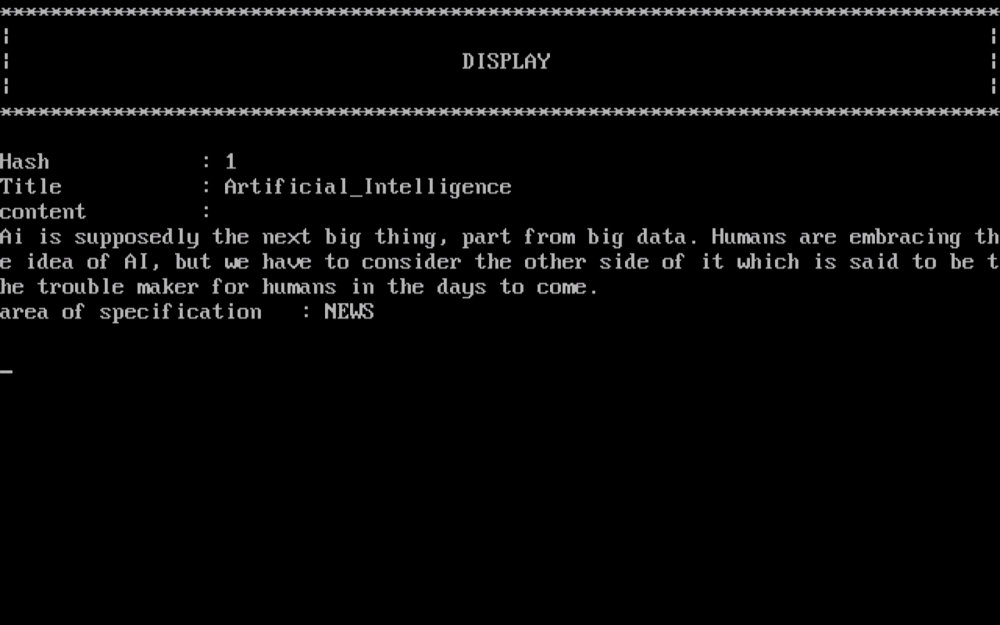 ********************************************************************************
¦ ¦
¦ DISPLAY ¦
¦ ¦
********************************************************************************
Hash : 1
Title : Artificial_Intelligence
content :
Ai is supposedly the next big thing, part from big data. Humans are embracing th
e idea of AI, but we have to consider the other side of it which is said to be t
he trouble maker for humans in the days to come.
area of specification : NEWS
_